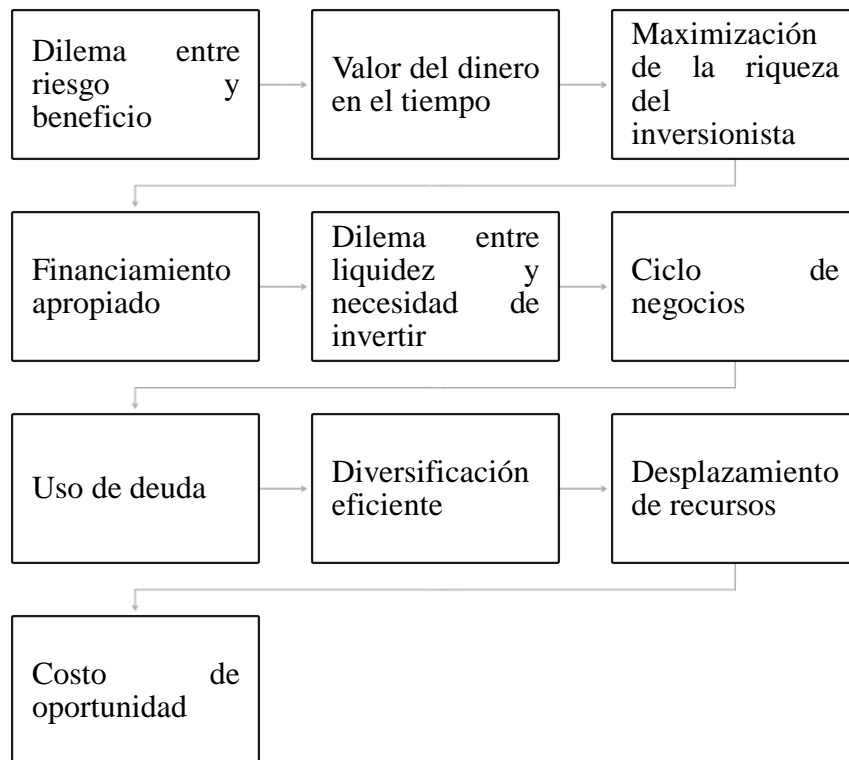 Dilema entre
riesgo y
beneficio
Valor del dinero
en el tiempo
Maximización
de la riqueza
del
inversionista
Financiamiento
apropiado
Dilema entre
liquidez y
necesidad de
invertir
Ciclo de
negocios
Uso de deuda
Diversificación
eficiente
Desplazamiento
de recursos
Costo de
oportunidad